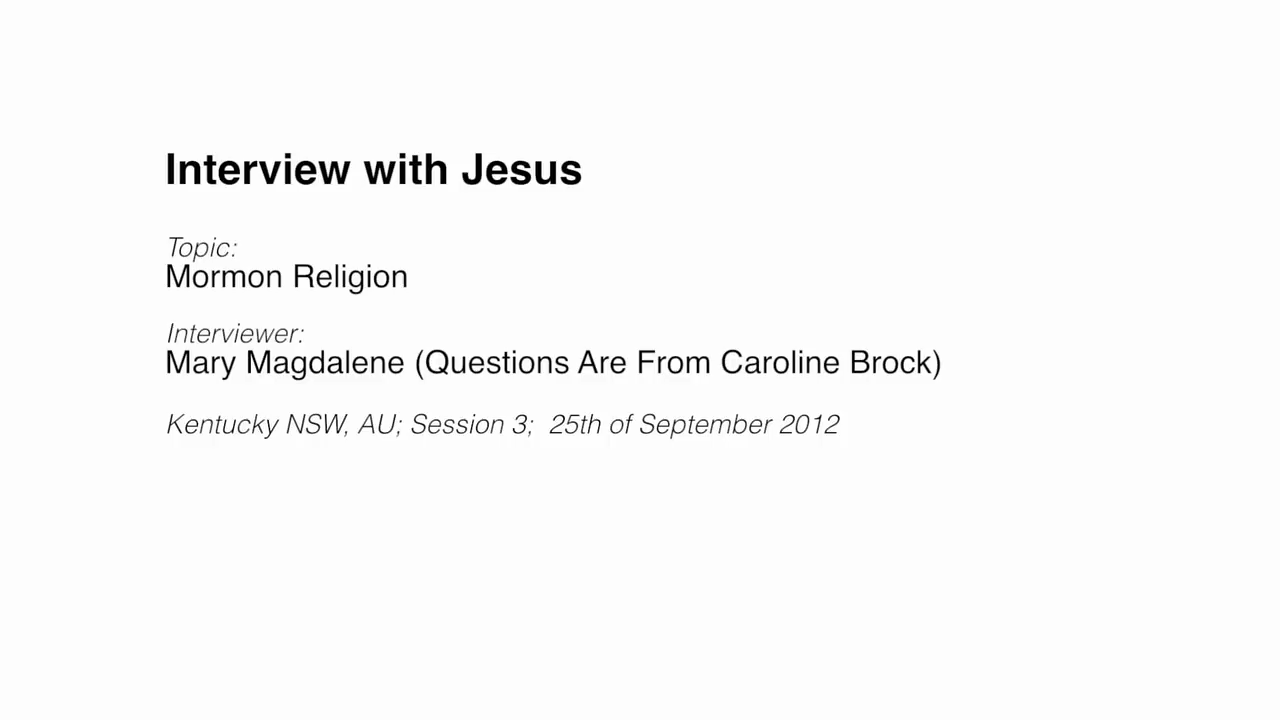 Interview with Jesus
Topic:
Mormon Religion
Interviewer:
Mary Magdalene (Questions Are From Caroline Brock)
Kentucky NSW, AU; Session 3;  25th of September 2012